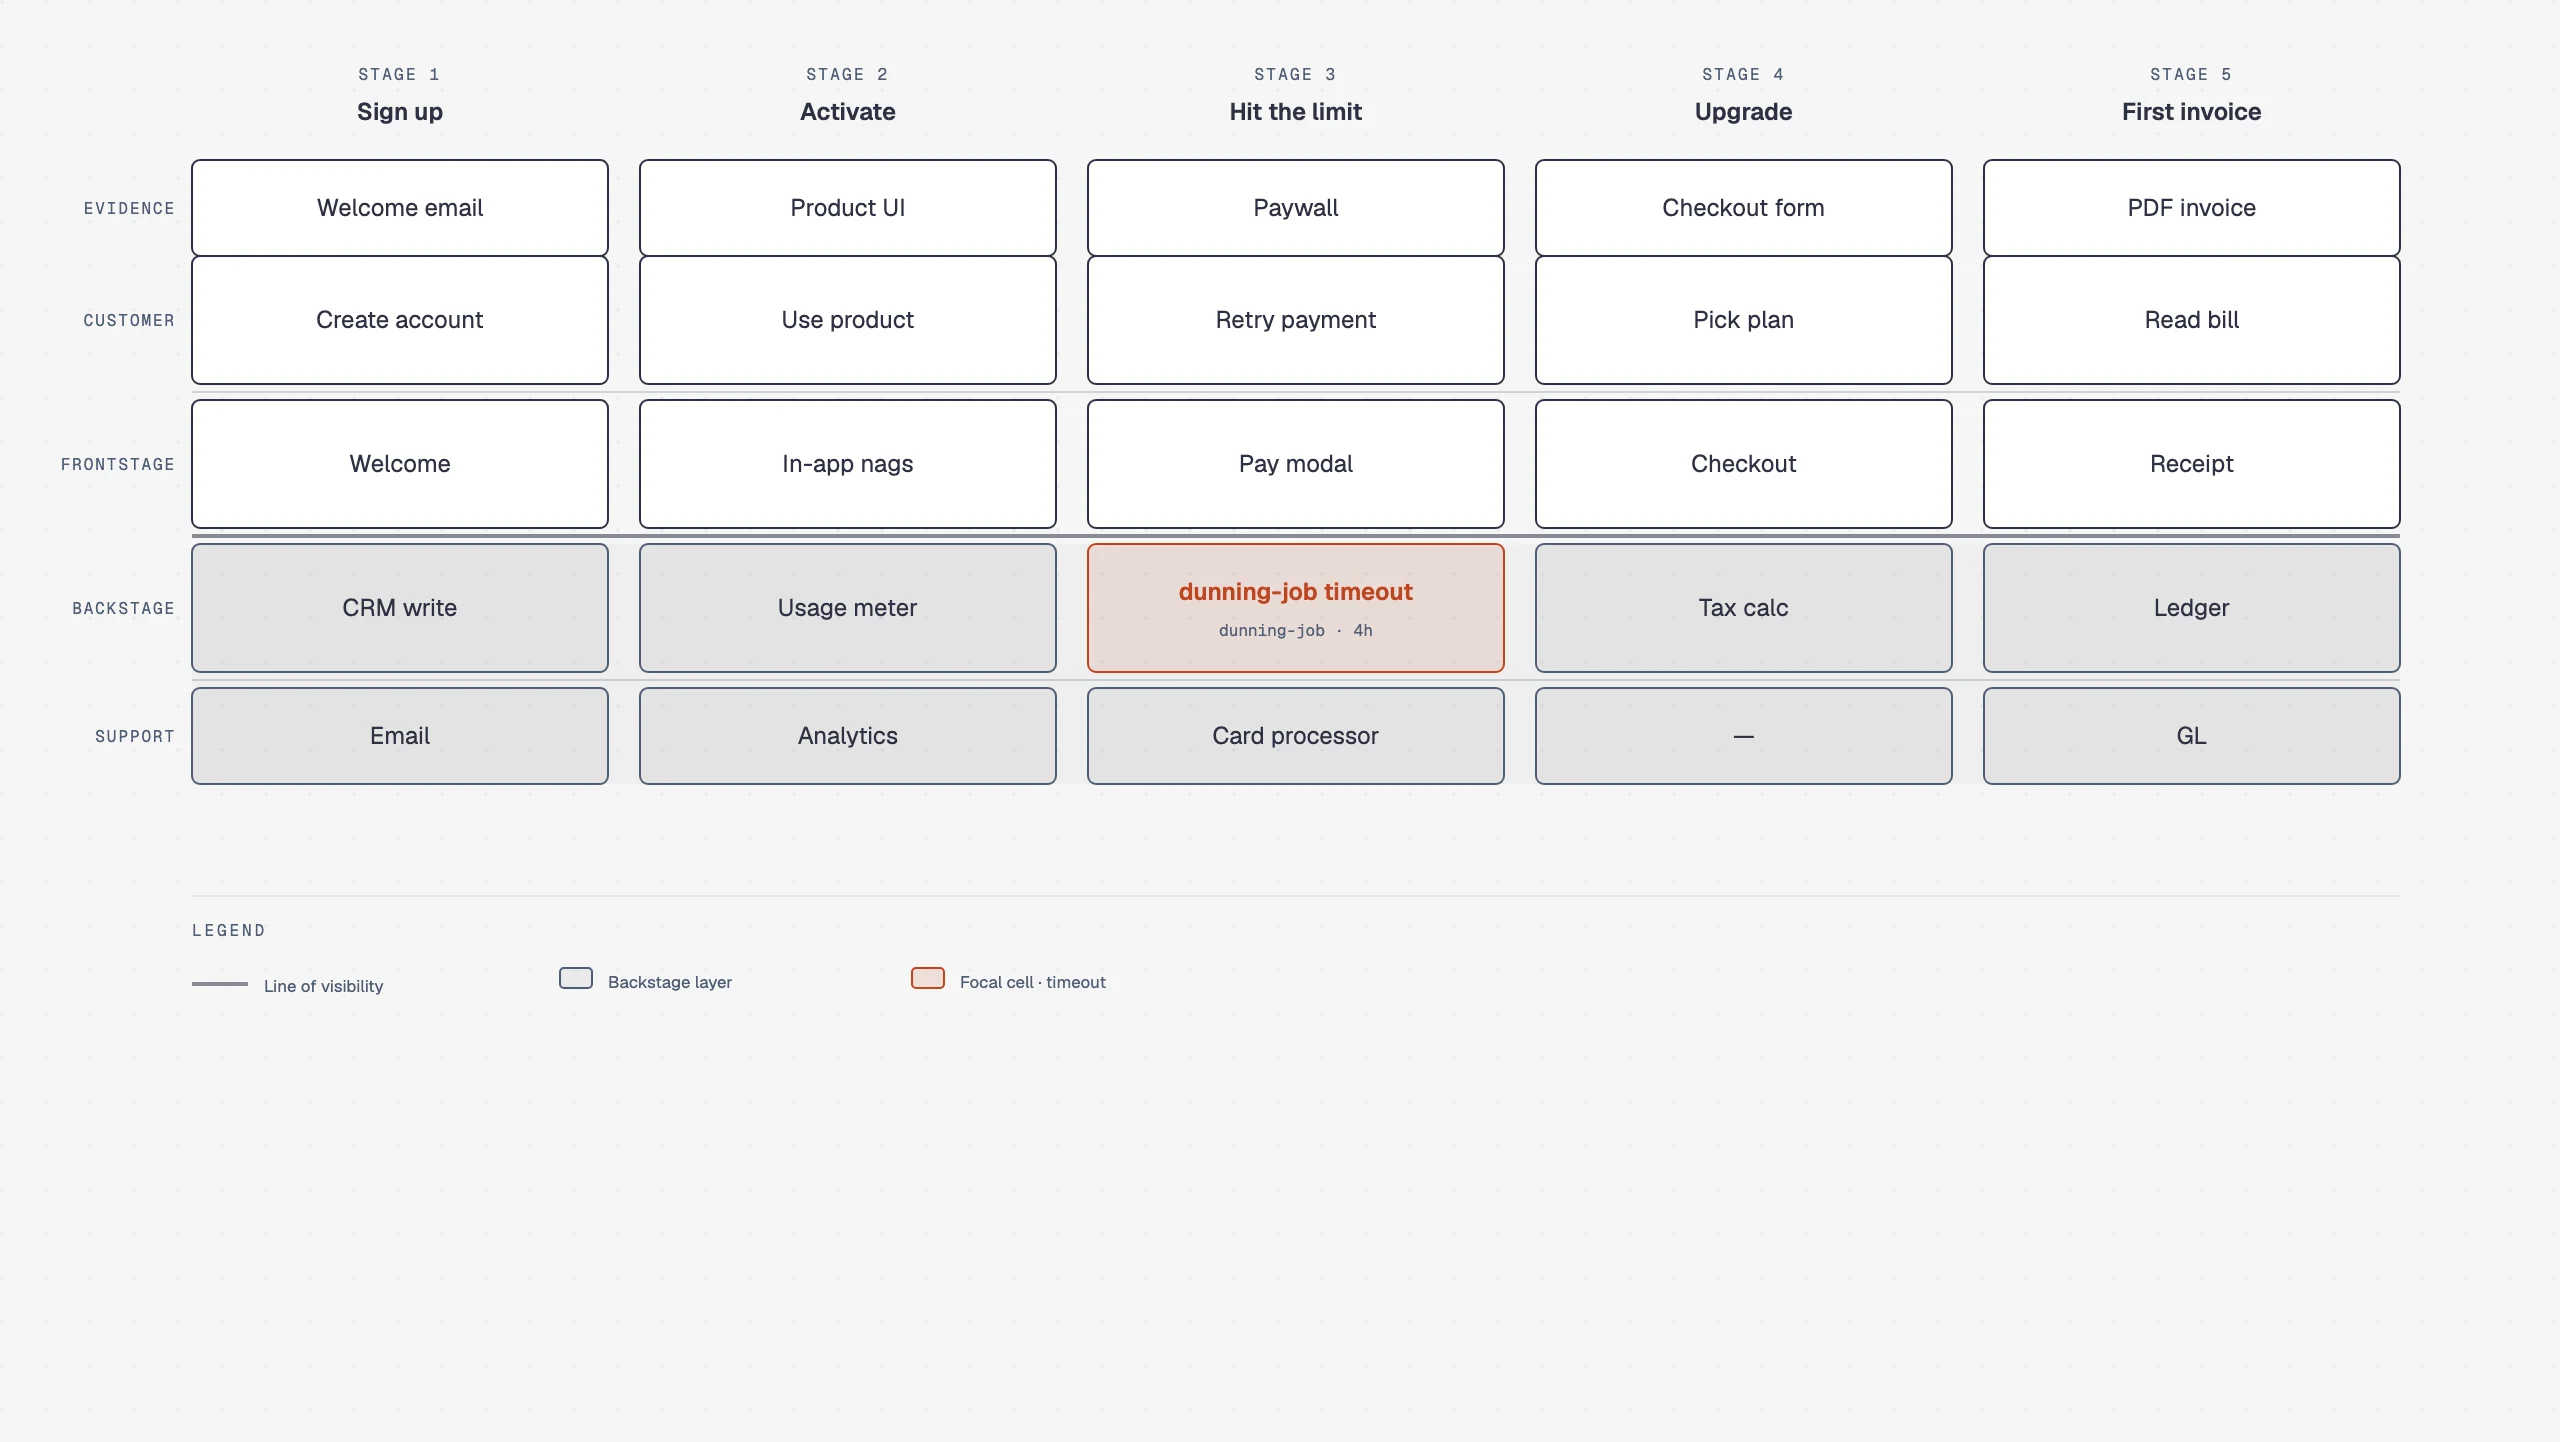 STAGE 1
Sign up
STAGE 2
Activate
STAGE 3
Hit the limit
STAGE 4
Upgrade
STAGE 5
First invoice
EVIDENCE
Welcome email
Product UI
Paywall
Checkout form
PDF invoice
CUSTOMER
Create account
Use product
Retry payment
Pick plan
Read bill
FRONTSTAGE
Welcome
In-app nags
Pay modal
Checkout
Receipt
BACKSTAGE
CRM write
Usage meter
dunning-job timeout
dunning-job · 4h
Tax calc
Ledger
SUPPORT
Email
Analytics
Card processor
—
GL
LEGEND
Line of visibility
Backstage layer
Focal cell · timeout